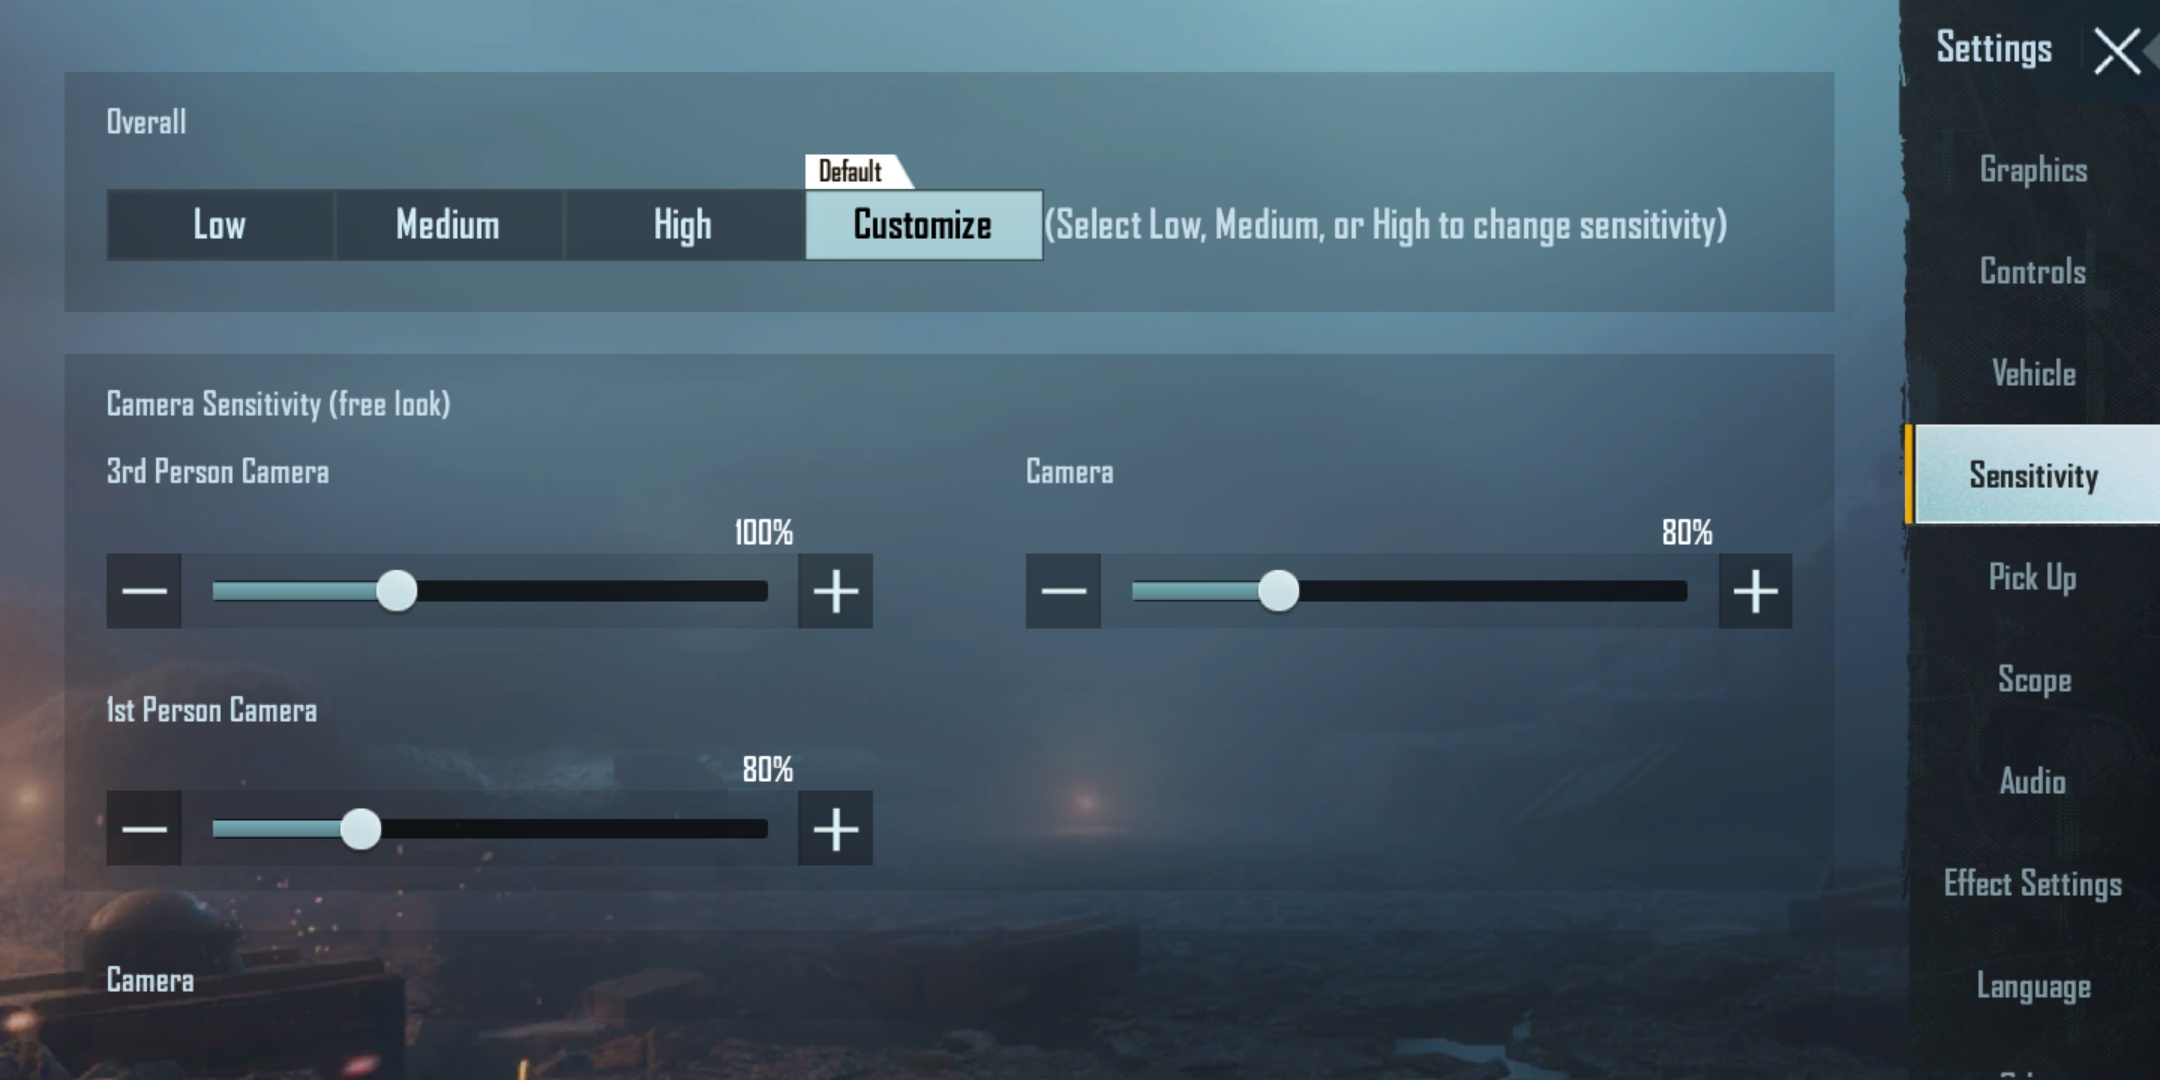 Settings
Overall
Default
Low Medium High Customize (Select Low, Medium, or High to change sensitivity)
Camera Sensitivity (free look)
3rd Person Camera
100%
Camera
80%
1st Person Camera
80%
Camera
Graphics
Controls
Vehicle
Sensitivity
Pick Up
Scope
Audio
Effect Settings
Language